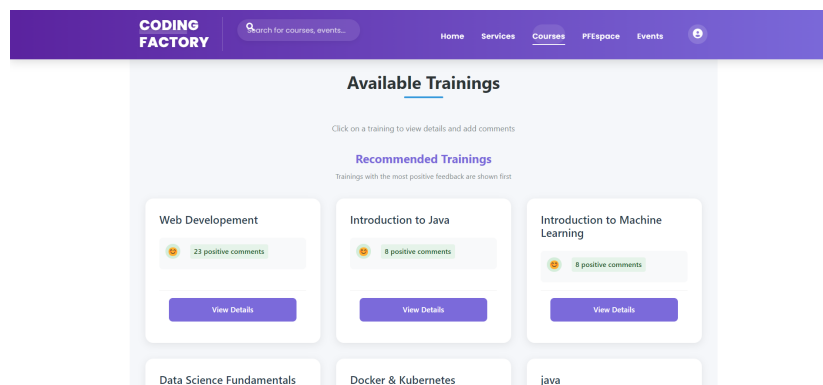 CODING
FACTORY
Search for courses, events...
Home
Services
Courses
PFEspace
Events
Available Trainings
Click on a training to view details and add comments
Recommended Trainings
Trainings with the most positive feedback are shown first
Web Developement
23 positive comments
View Details
Introduction to Java
8 positive comments
View Details
Introduction to Machine
Learning
8 positive comments
View Details
Data Science Fundamentals
Docker & Kubernetes
java